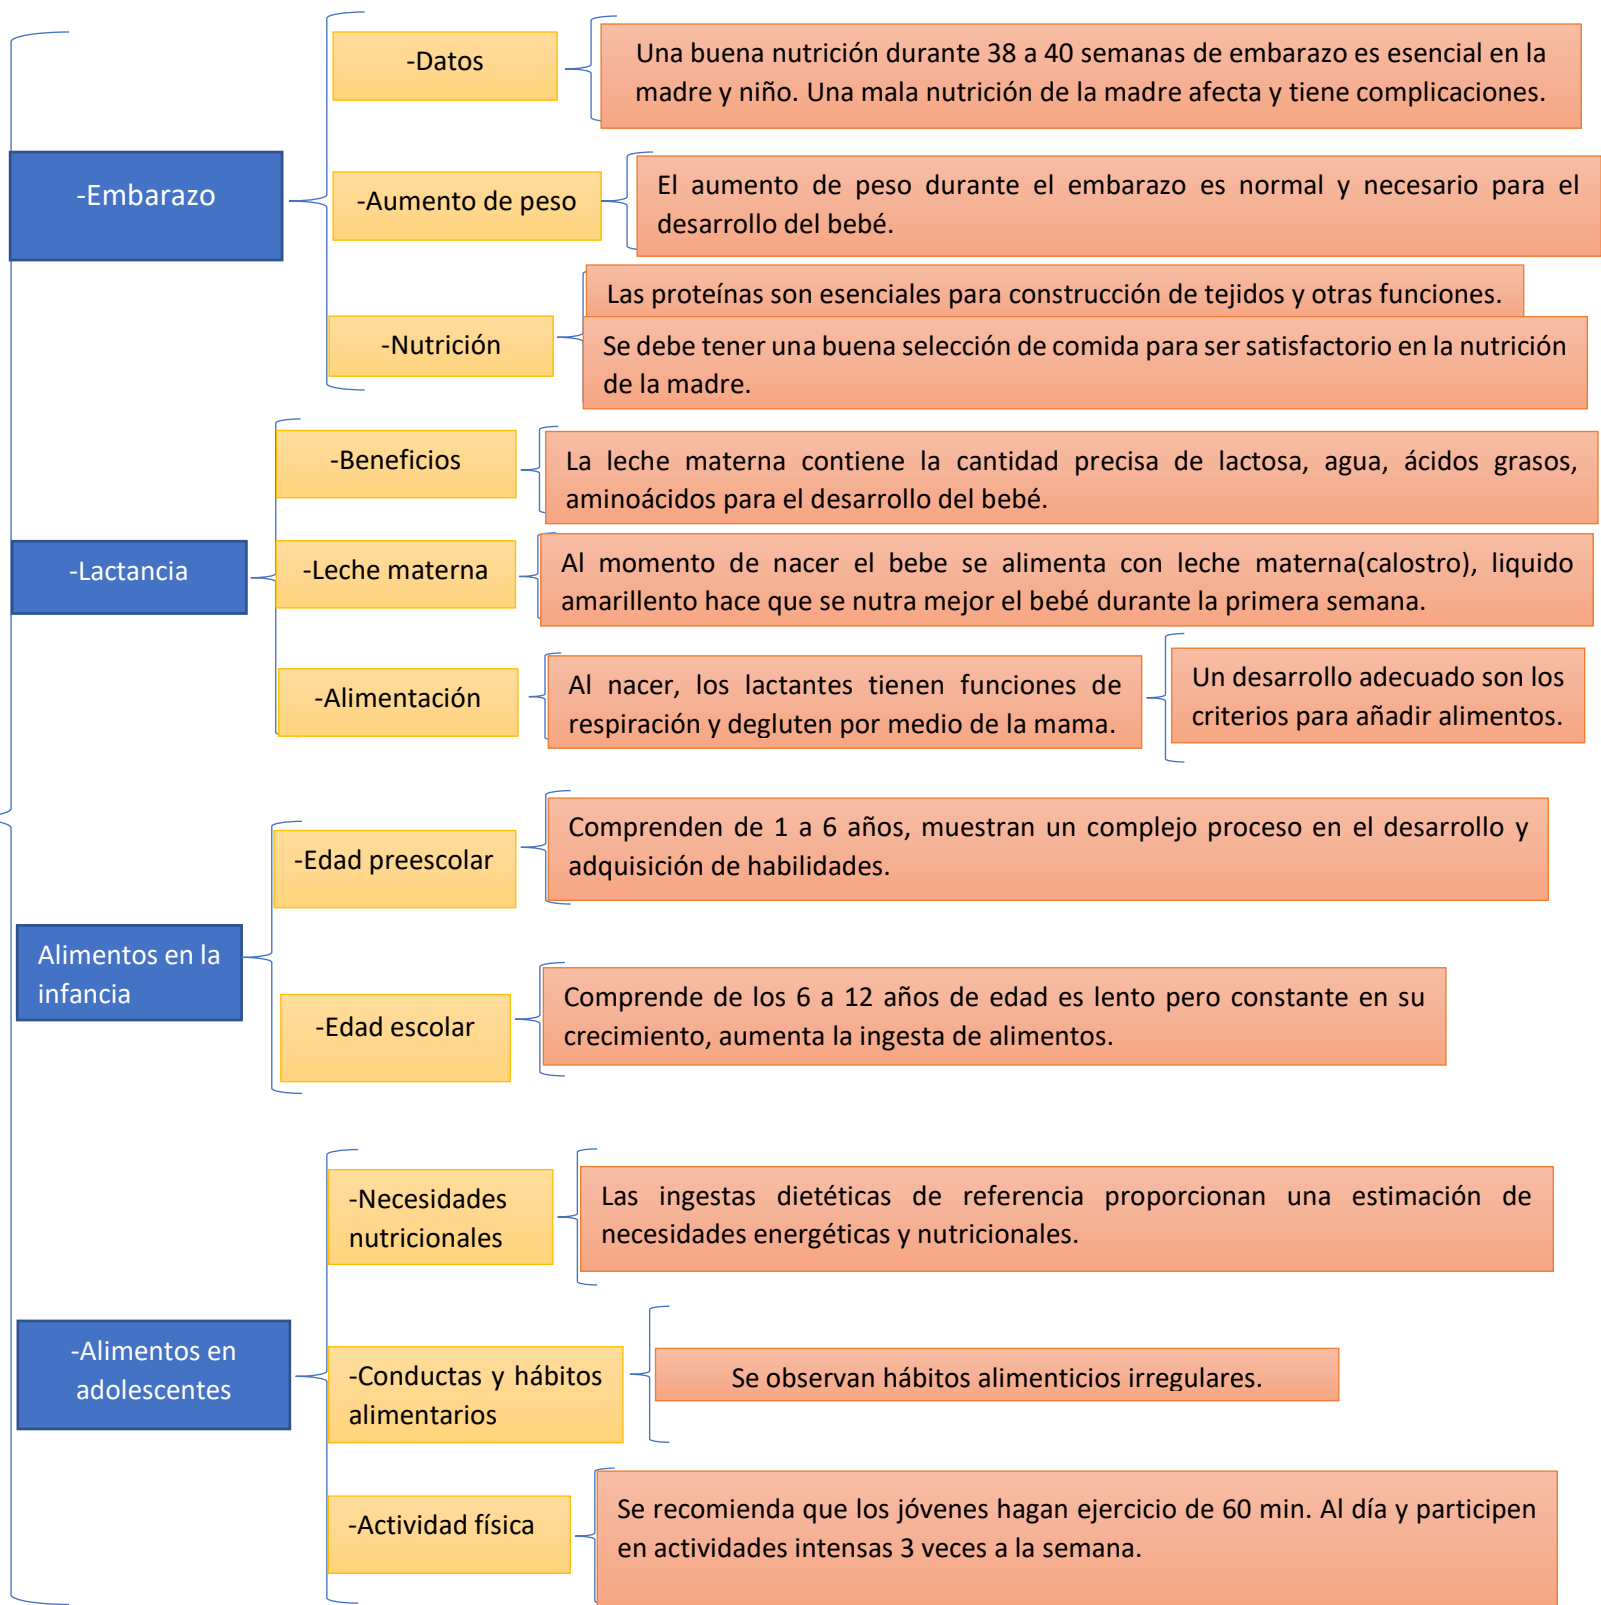 -Datos
Una buena nutrición durante 38 a 40 semanas de embarazo es esencial en la
madre y niño. Una mala nutrición de la madre afecta y tiene complicaciones.
-Embarazo
-Aumento de peso
El aumento de peso durante el embarazo es normal y necesario para el
desarrollo del bebé.
-Nutrición
Las proteínas son esenciales para construcción de tejidos y otras funciones.
Se debe tener una buena selección de comida para ser satisfactorio en la nutrición
de la madre.
-Lactancia
-Beneficios
La leche materna contiene la cantidad precisa de lactosa, agua, ácidos grasos,
aminoácidos para el desarrollo del bebé.
-Leche materna
Al momento de nacer el bebe se alimenta con leche materna(calostro), liquido
amarillento hace que se nutra mejor el bebé durante la primera semana.
-Alimentación
Al nacer, los lactantes tienen funciones de
respiración y degluten por medio de la mama.
Un desarrollo adecuado son los
criterios para añadir alimentos.
Alimentos en la
infancia
-Edad preescolar
Comprenden de 1 a 6 años, muestran un complejo proceso en el desarrollo y
adquisición de habilidades.
-Edad escolar
Comprende de los 6 a 12 años de edad es lento pero constante en su
crecimiento, aumenta la ingesta de alimentos.
-Alimentos en
adolescentes
-Necesidades
nutricionales
Las ingestas dietéticas de referencia proporcionan una estimación de
necesidades energéticas y nutricionales.
-Conductas y hábitos
alimentarios
Se observan hábitos alimenticios irregulares.
-Actividad física
Se recomienda que los jóvenes hagan ejercicio de 60 min. Al día y participen
en actividades intensas 3 veces a la semana.